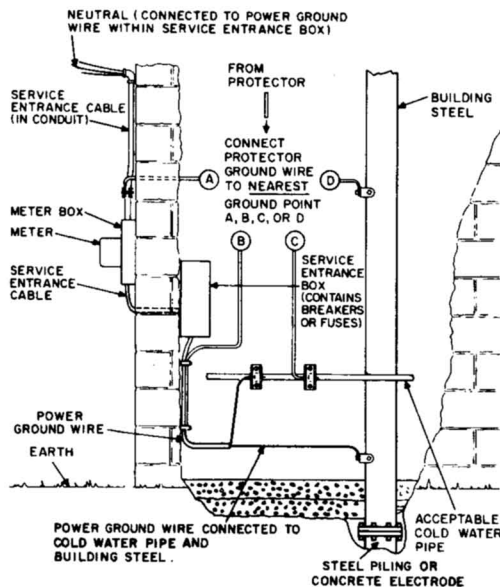 NEUTRAL (CONNECTED TO POWER GROUND
WIRE WITHIN SERVICE ENTRANCE BOX)
SERVICE
ENTRANCE CABLE
(IN CONDUIT)
FROM
PROTECTOR
BUILDING
STEEL
CONNECT
PROTECTOR
GROUND WIRE
TO NEAREST
GROUND POINT
A, B, C, OR D
A
D
METER BOX
METER
B
C
SERVICE
ENTRANCE
CABLE
SERVICE
ENTRANCE
BOX
(CONTAINS
BREAKERS
OR FUSES)
POWER
GROUND WIRE
EARTH
POWER GROUND WIRE CONNECTED TO
COLD WATER PIPE AND
BUILDING STEEL.
ACCEPTABLE
COLD WATER
PIPE
STEEL PILING OR
CONCRETE ELECTRODE